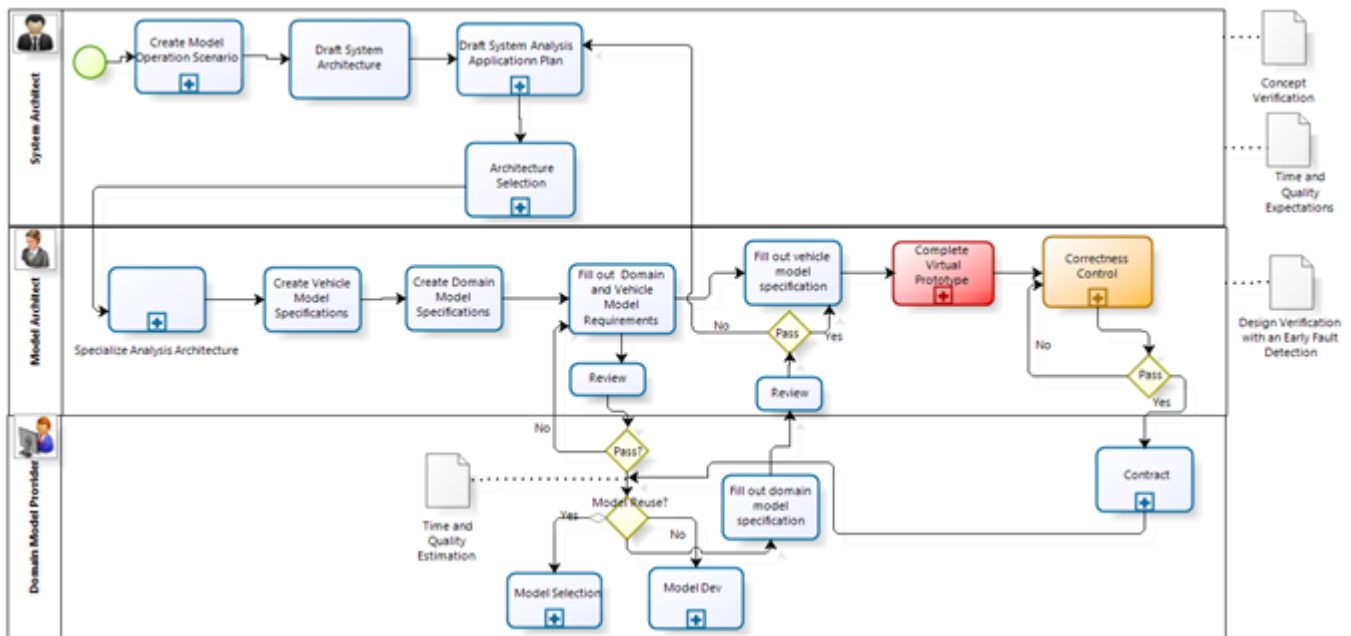 System Architect
Create Model
Operation Scenario
Draft System
Architecture
Draft System Analysis
Applicationn Plan
Architecture
Selection
Concept
Verification
Time and
Quality
Expectations
Model Architect
Specialize Analysis Architecture
Create Vehicle
Model
Specifications
Create Domain
Model
Specifications
Fill out Domain
and Vehicle
Model
Requirements
Review
Fill out vehicle
model
specification
No
Pass
Yes
Review
Complete
Virtual
Prototype
Correctness
Control
No
Pass
Yes
Design Verification
with an Early Fault
Detection
Domain Model Provider
No
Pass?
Time and
Quality
Estimation
Model Reuse?
Yes
No
Fill out domain
model
specification
Contract
Model Selection
Model Dev